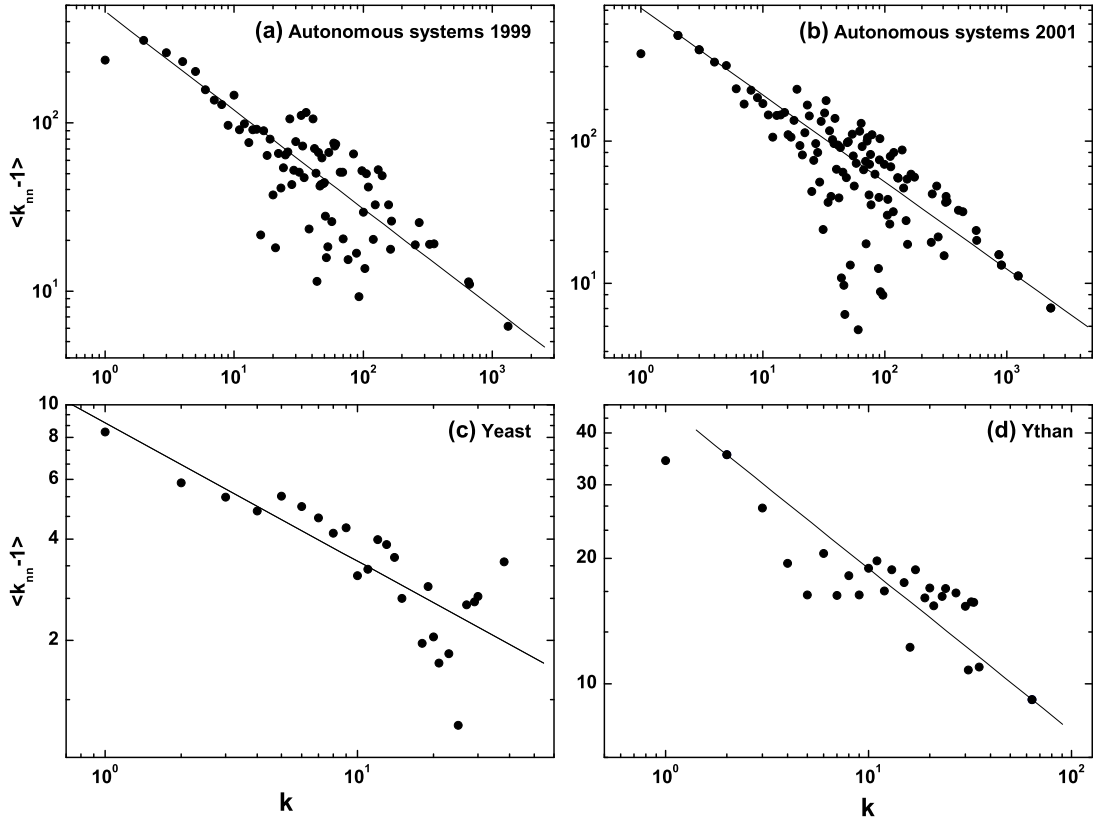 (a) Autonomous systems 1999
(b) Autonomous systems 2001
<k_nn-1>
10^2
10^1
10^0 10^1 10^2 10^3
10^2
10^1
10^0 10^1 10^2 10^3
(c) Yeast
(d) Ythan
<k_nn-1>
10
8
6
4
2
10^0 10^1
k
40
30
20
10
10^0 10^1 10^2
k